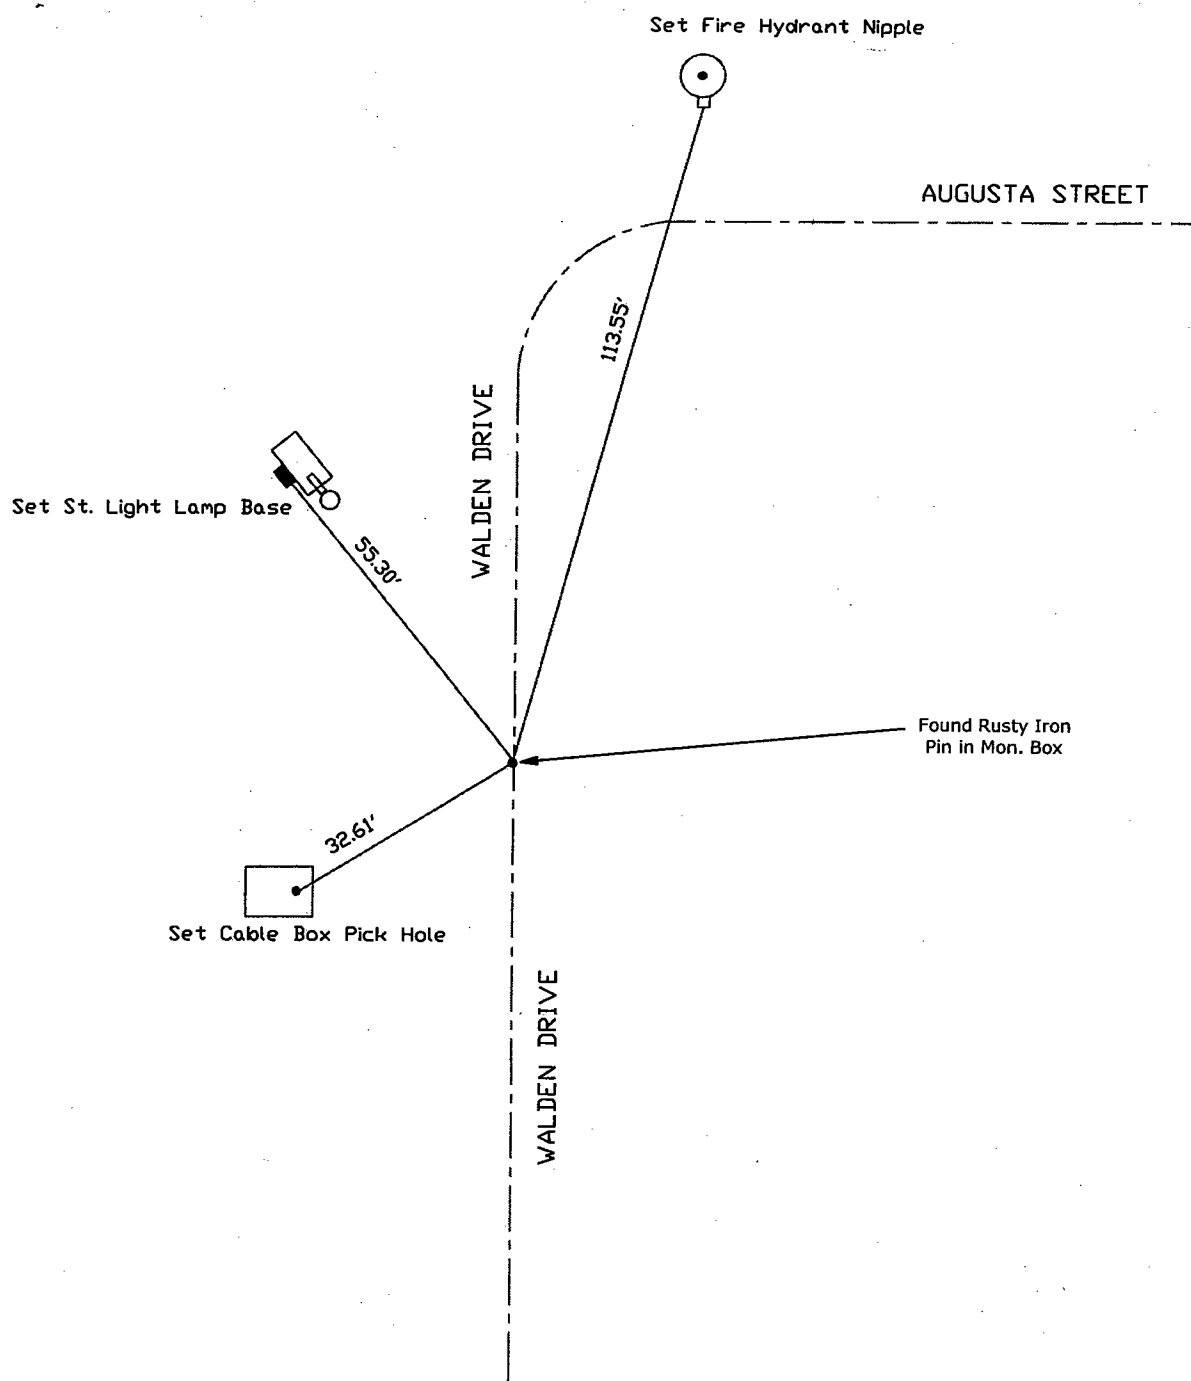 Set Fire Hydrant Nipple
AUGUSTA STREET
113.55'
WALDEN DRIVE
Set St. Light Lamp Base
55.30'
Found Rusty Iron
Pin in Mon. Box
32.61'
Set Cable Box Pick Hole
WALDEN DRIVE